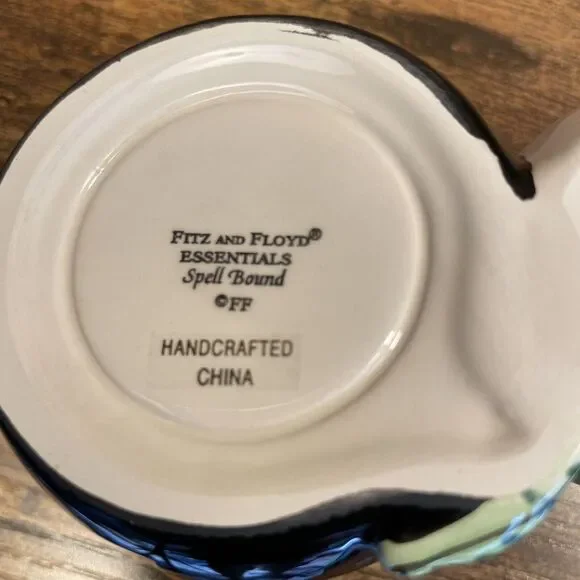 FITZ AND FLOYD®
ESSENTIALS
Spell Bound
©FF
HANDCRAFTED
CHINA